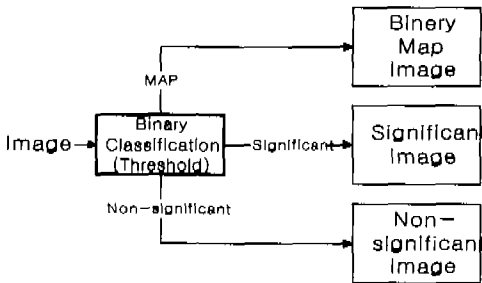 Binery
Map
Image
MAP
Image
Binary
Classification
(Threshold)
Significant
Significan
Image
Non-significant
Non-
significan
Image